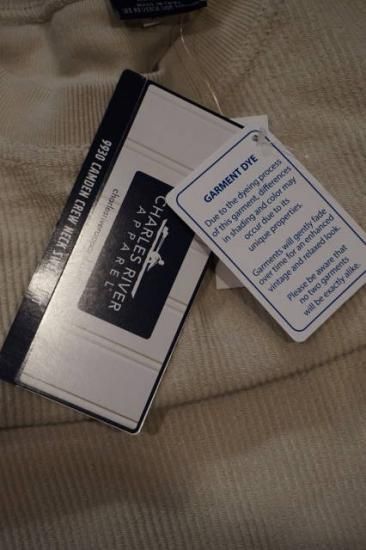 9930 CAMDEN CREW NECK
CHARLES RIVER
APPAREL
GARMENT DYE
Due to the dyeing process
of this garment, differences
in shading and color may
occur due to its
unique properties.
Garments will gently fade
over time for an enhanced
vintage and relaxed look.
Please be aware that
no two garments
will be exactly alike.